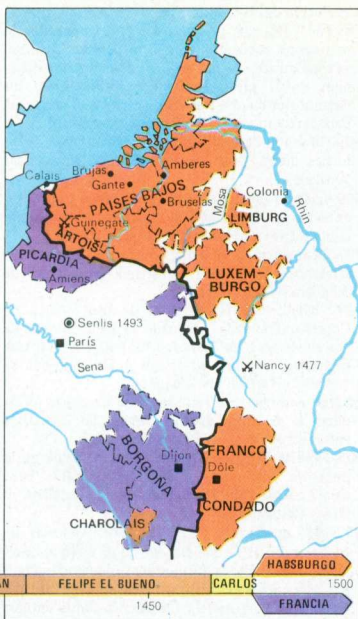 Calais
Brujas
Gante
Amberes
PAISES BAJOS
Bruselas
Mosa
Colonia
Rhin
LIMBURG
Guinegate
ARTOIS
PICARDIA
Amiens
LUXEM-
BURGO
Senlis 1493
París
Sena
Nancy 1477
BORGOÑA
Dijon
FRANCO
Dôle
CONDADO
CHAROLAIS
HABSBURGO
AN
FELIPE EL BUENO
CARLOS
1500
1450
FRANCIA